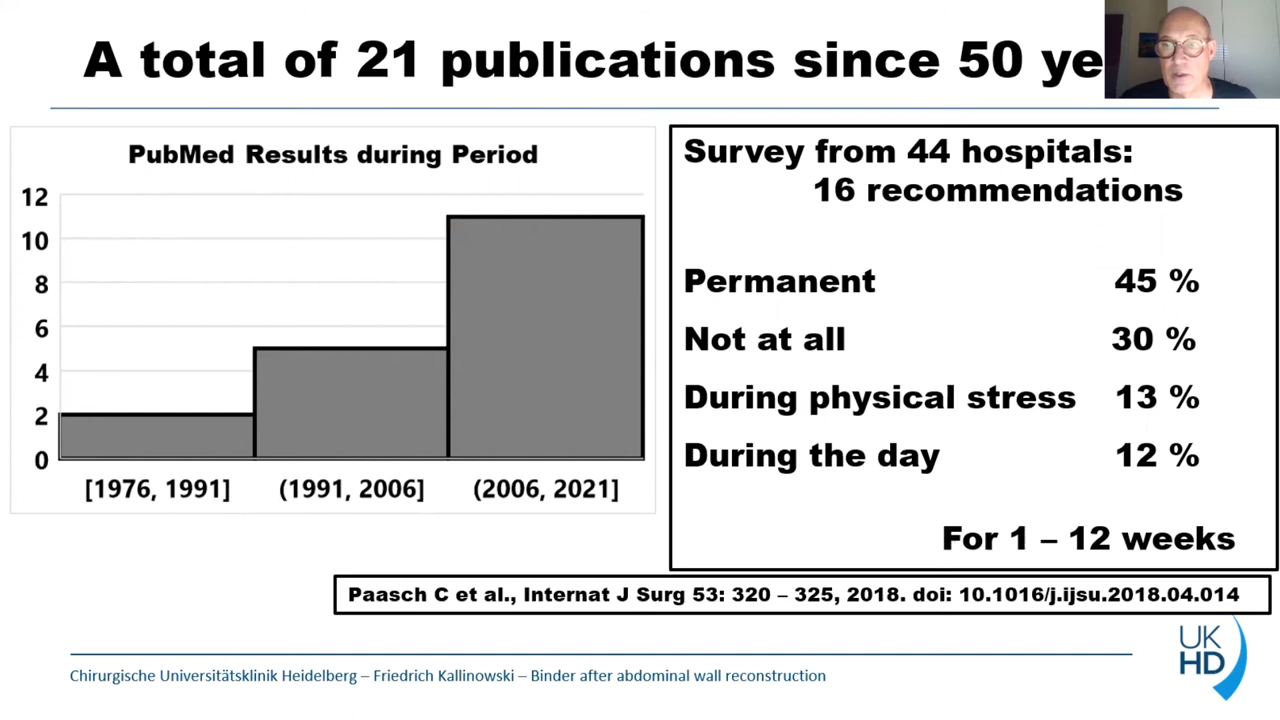 A total of 21 publications since 50 ye
PubMed Results during Period
12
10
8
6
4
2
0
[1976, 1991]
(1991, 2006]
(2006, 2021]
Survey from 44 hospitals:
16 recommendations
Permanent 45 %
Not at all 30 %
During physical stress 13 %
During the day 12 %
For 1 – 12 weeks
Paasch C et al., Internat J Surg 53: 320 – 325, 2018. doi: 10.1016/j.ijsu.2018.04.014
Chirurgische Universitätsklinik Heidelberg – Friedrich Kallinowski – Binder after abdominal wall reconstruction
UK
HD